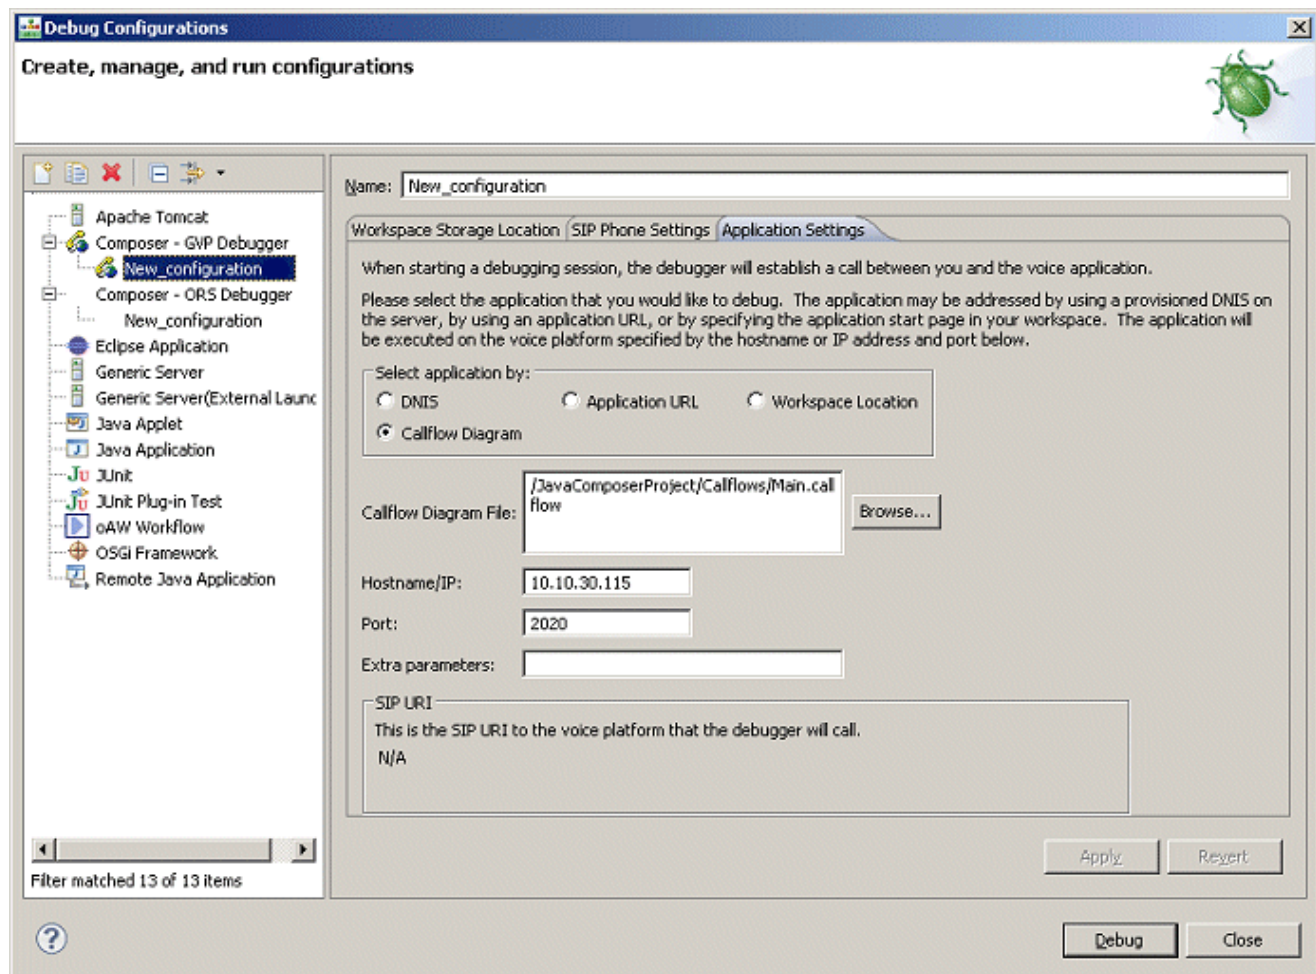 Debug Configurations
Create, manage, and run configurations
Apache Tomcat
Composer - GVP Debugger
New_configuration
Composer - ORS Debugger
New_configuration
Eclipse Application
Generic Server
Generic Server(External Launc
Java Applet
Java Application
Ju JUnit
JUnit Plug-in Test
oAW Workflow
OSGi Framework
Remote Java Application
Filter matched 13 of 13 items
Name: New_configuration
Workspace Storage Location SIP Phone Settings Application Settings
When starting a debugging session, the debugger will establish a call between you and the voice application.
Please select the application that you would like to debug. The application may be addressed by using a provisioned DNIS on
the server, by using an application URL, or by specifying the application start page in your workspace. The application will
be executed on the voice platform specified by the hostname or IP address and port below.
Select application by:
DNIS Application URL Workspace Location
Callflow Diagram
/JavaComposerProject/Callflows/Main.call
Callflow Diagram File: flow Browse...
Hostname/IP: 10.10.30.115
Port: 2020
Extra parameters:
SIP URI
This is the SIP URI to the voice platform that the debugger will call.
N/A
Apply Revert
Debug Close